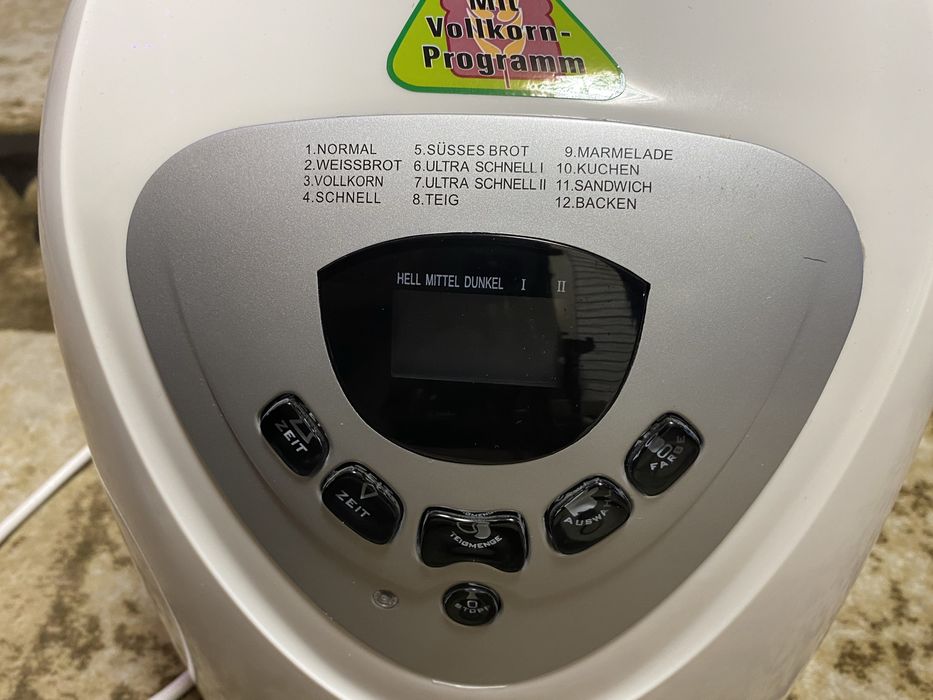 Mit
Vollkorn-
Programm
1.NORMAL
2.WEISSBROT
3.VOLLKORN
4.SCHNELL
5.SÜSSES BROT
6.ULTRA SCHNELL I
7.ULTRA SCHNELL II
8.TEIG
9.MARMELADE
10.KUCHEN
11.SANDWICH
12.BACKEN
HELL MITTEL DUNKEL I II
ZEIT
ZEIT
TEIGMENGE
AUSWA
FARBE
STOPP